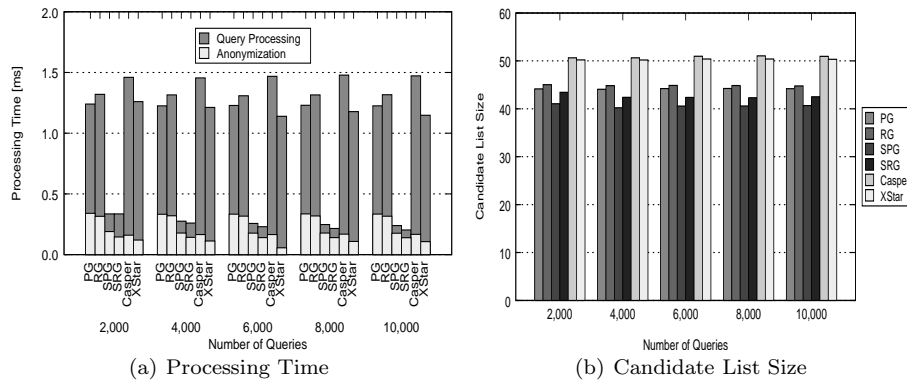 2.0
1.5
1.0
0.5
0.0
Processing Time [ms]
Query Processing
Anonymization
PG RG SPG SRG Casper XStar PG RG SPG SRG Casper XStar PG RG SPG SRG Casper XStar PG RG SPG SRG Casper XStar PG RG SPG SRG Casper XStar
2,000 4,000 6,000 8,000 10,000
Number of Queries
(a) Processing Time
60
50
40
30
20
10
0
Candidate List Size
2,000 4,000 6,000 8,000 10,000
Number of Queries
PG
RG
SPG
SRG
Casper
XStar
(b) Candidate List Size